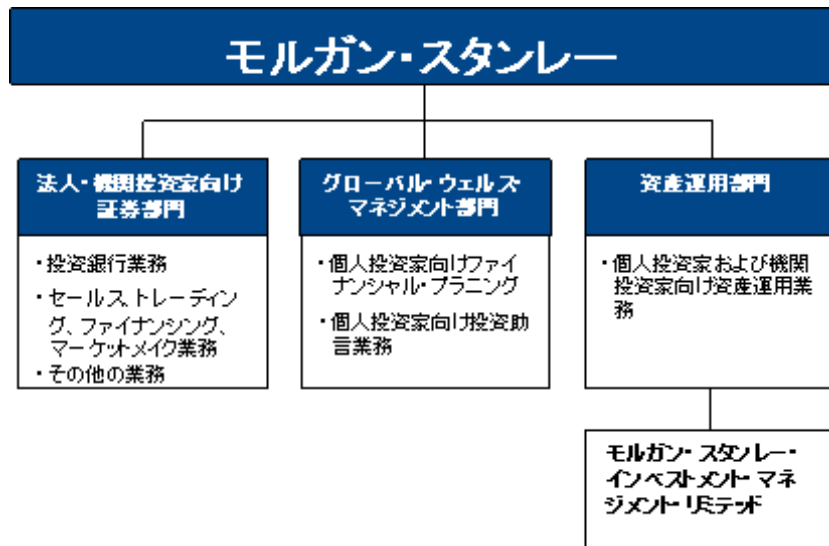 モルガン・スタンレー
法人・機関投資家向け
証券部門
・投資銀行業務
・セールス、トレーディン
グ、ファイナンシング、
マーケットメイク業務
・その他の業務
グローバル・ウェルス・
マネジメント部門
・個人投資家向けファイ
ナンシャル・プラニング
・個人投資家向け投資助
言業務
資産運用部門
・個人投資家および機関
投資家向け資産運用業
務
モルガン・スタンレー・
インベストメント・マネ
ジメント・リミテッド